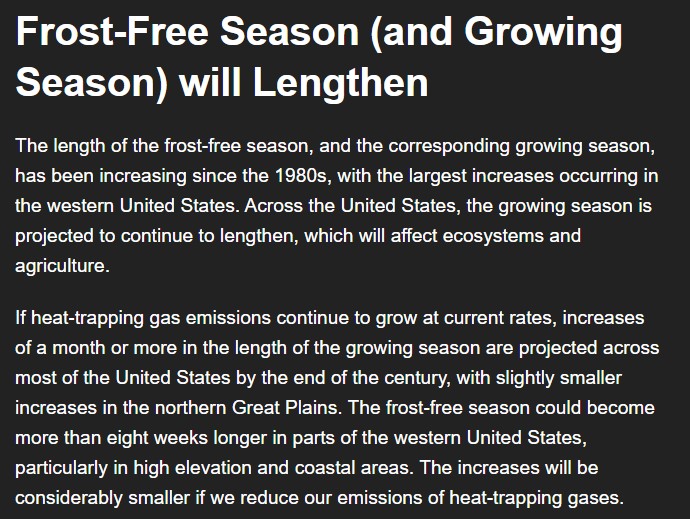 Frost-Free Season (and Growing
Season) will Lengthen
The length of the frost-free season, and the corresponding growing season,
has been increasing since the 1980s, with the largest increases occurring in
the western United States. Across the United States, the growing season is
projected to continue to lengthen, which will affect ecosystems and
agriculture.
If heat-trapping gas emissions continue to grow at current rates, increases
of a month or more in the length of the growing season are projected across
most of the United States by the end of the century, with slightly smaller
increases in the northern Great Plains. The frost-free season could become
more than eight weeks longer in parts of the western United States,
particularly in high elevation and coastal areas. The increases will be
considerably smaller if we reduce our emissions of heat-trapping gases.